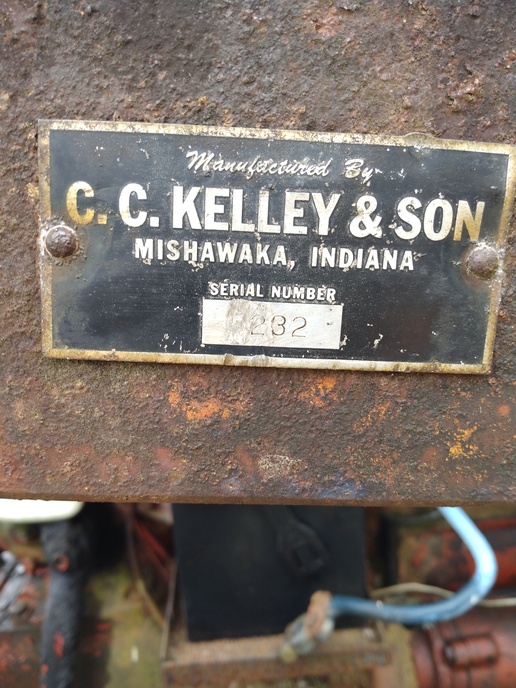 Manufactured By
C. C. KELLEY & SON
MISHAWAKA, INDIANA
SERIAL NUMBER
232